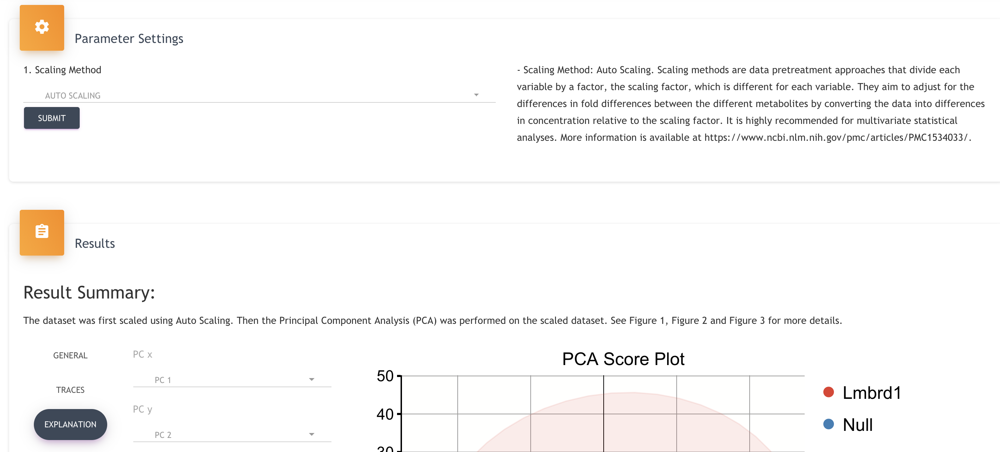 Parameter Settings
1. Scaling Method
AUTO SCALING
SUBMIT
- Scaling Method: Auto Scaling. Scaling methods are data pretreatment approaches that divide each
variable by a factor, the scaling factor, which is different for each variable. They aim to adjust for the
differences in fold differences between the different metabolites by converting the data into differences
in concentration relative to the scaling factor. It is highly recommended for multivariate statistical
analyses. More information is available at https://www.ncbi.nlm.nih.gov/pmc/articles/PMC1534033/.
Results
Result Summary:
The dataset was first scaled using Auto Scaling. Then the Principal Component Analysis (PCA) was performed on the scaled dataset. See Figure 1, Figure 2 and Figure 3 for more details.
GENERAL
TRACES
EXPLANATION
PC x
PC 1
PC y
PC 2
PCA Score Plot
50
40
30
Lmbrd1
Null